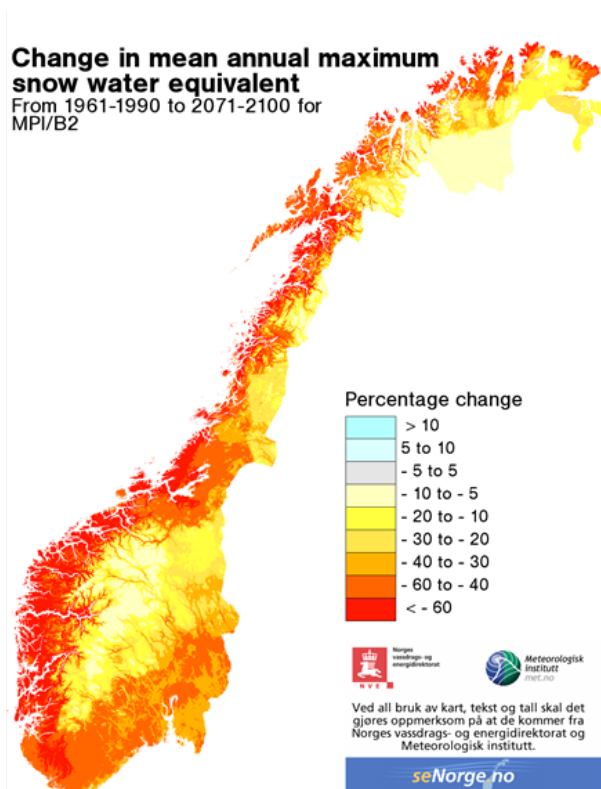 Change in mean annual maximum
snow water equivalent
From 1961-1990 to 2071-2100 for
MPI/B2
Percentage change
> 10
5 to 10
- 5 to 5
- 10 to - 5
- 20 to - 10
- 30 to - 20
- 40 to - 30
- 60 to - 40
< - 60
Norges
vassdrags- og
energidirektorat
NVE
Meteorologisk
institutt
met.no
Ved all bruk av kart, tekst og tall skal det
gjøres oppmerksom på at de kommer fra
Norges vassdrags- og energidirektorat og
Meteorologisk institutt.
seNorge.no